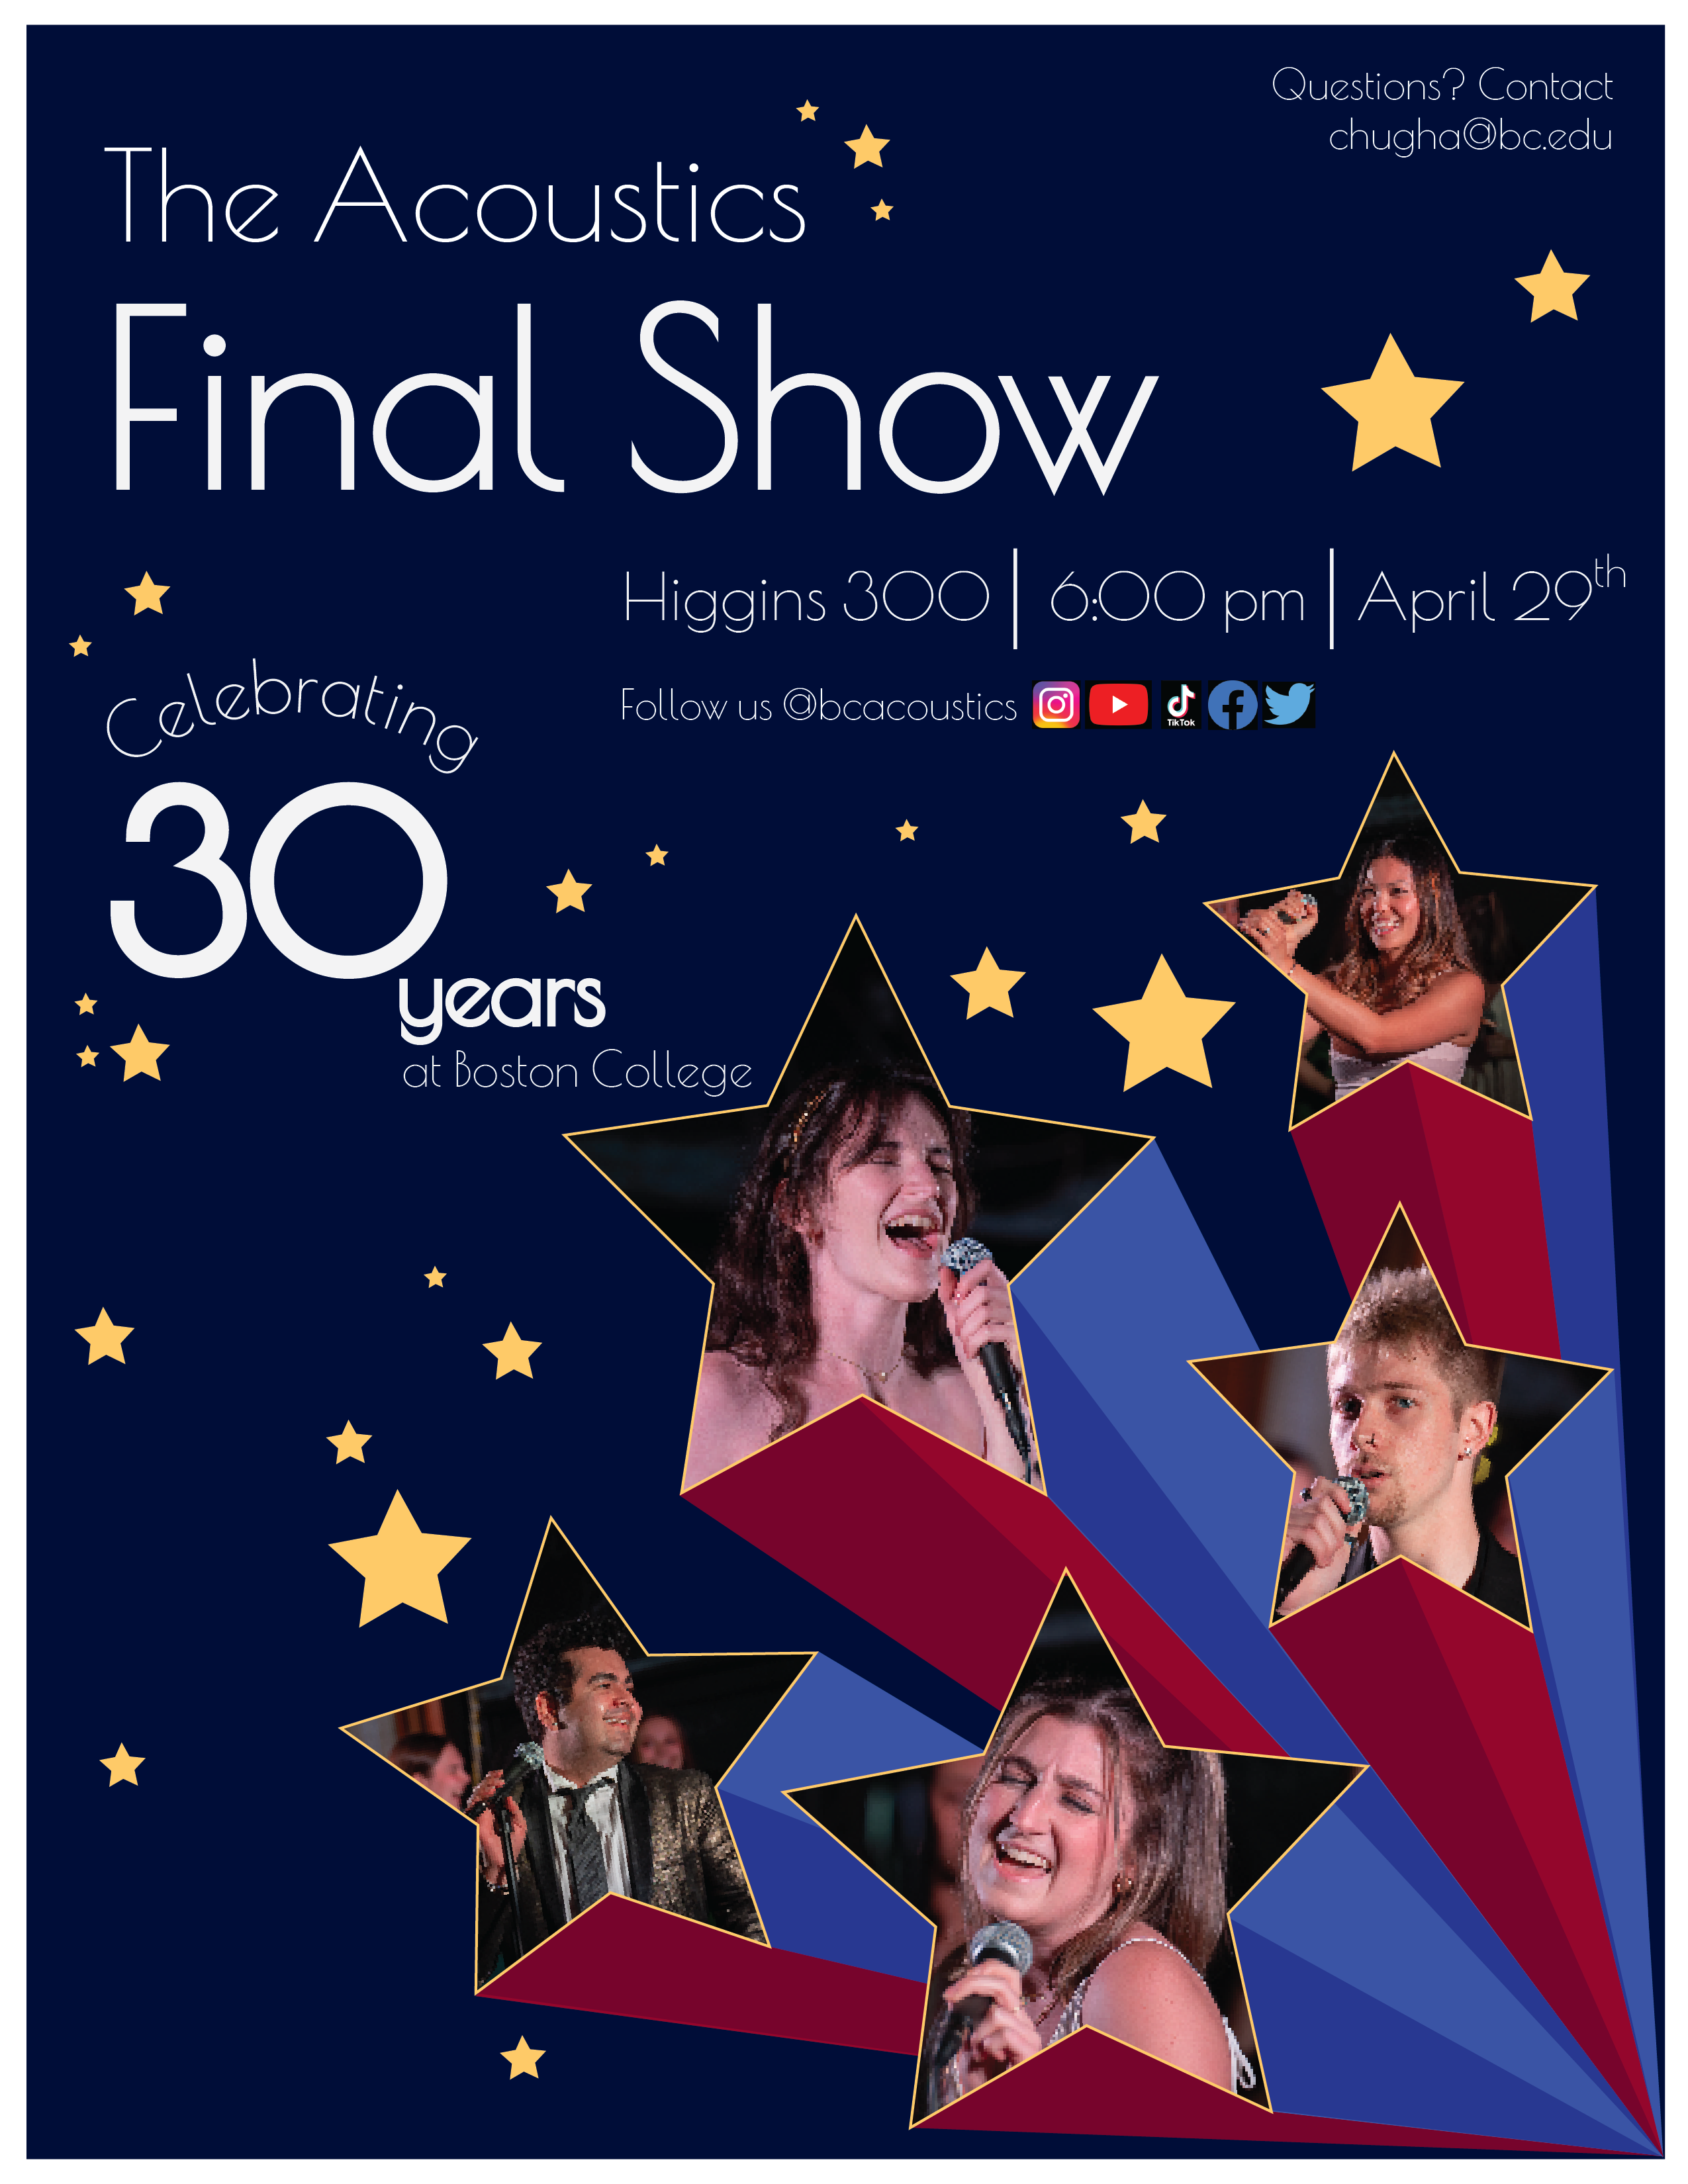 Questions? Contact
chugha@bc.edu
The Acoustics
Final Show
Higgins 300 | 6:00 pm | April 29th
Follow us @bcacoustics
TikTok
Celebrating
30
years
at Boston College